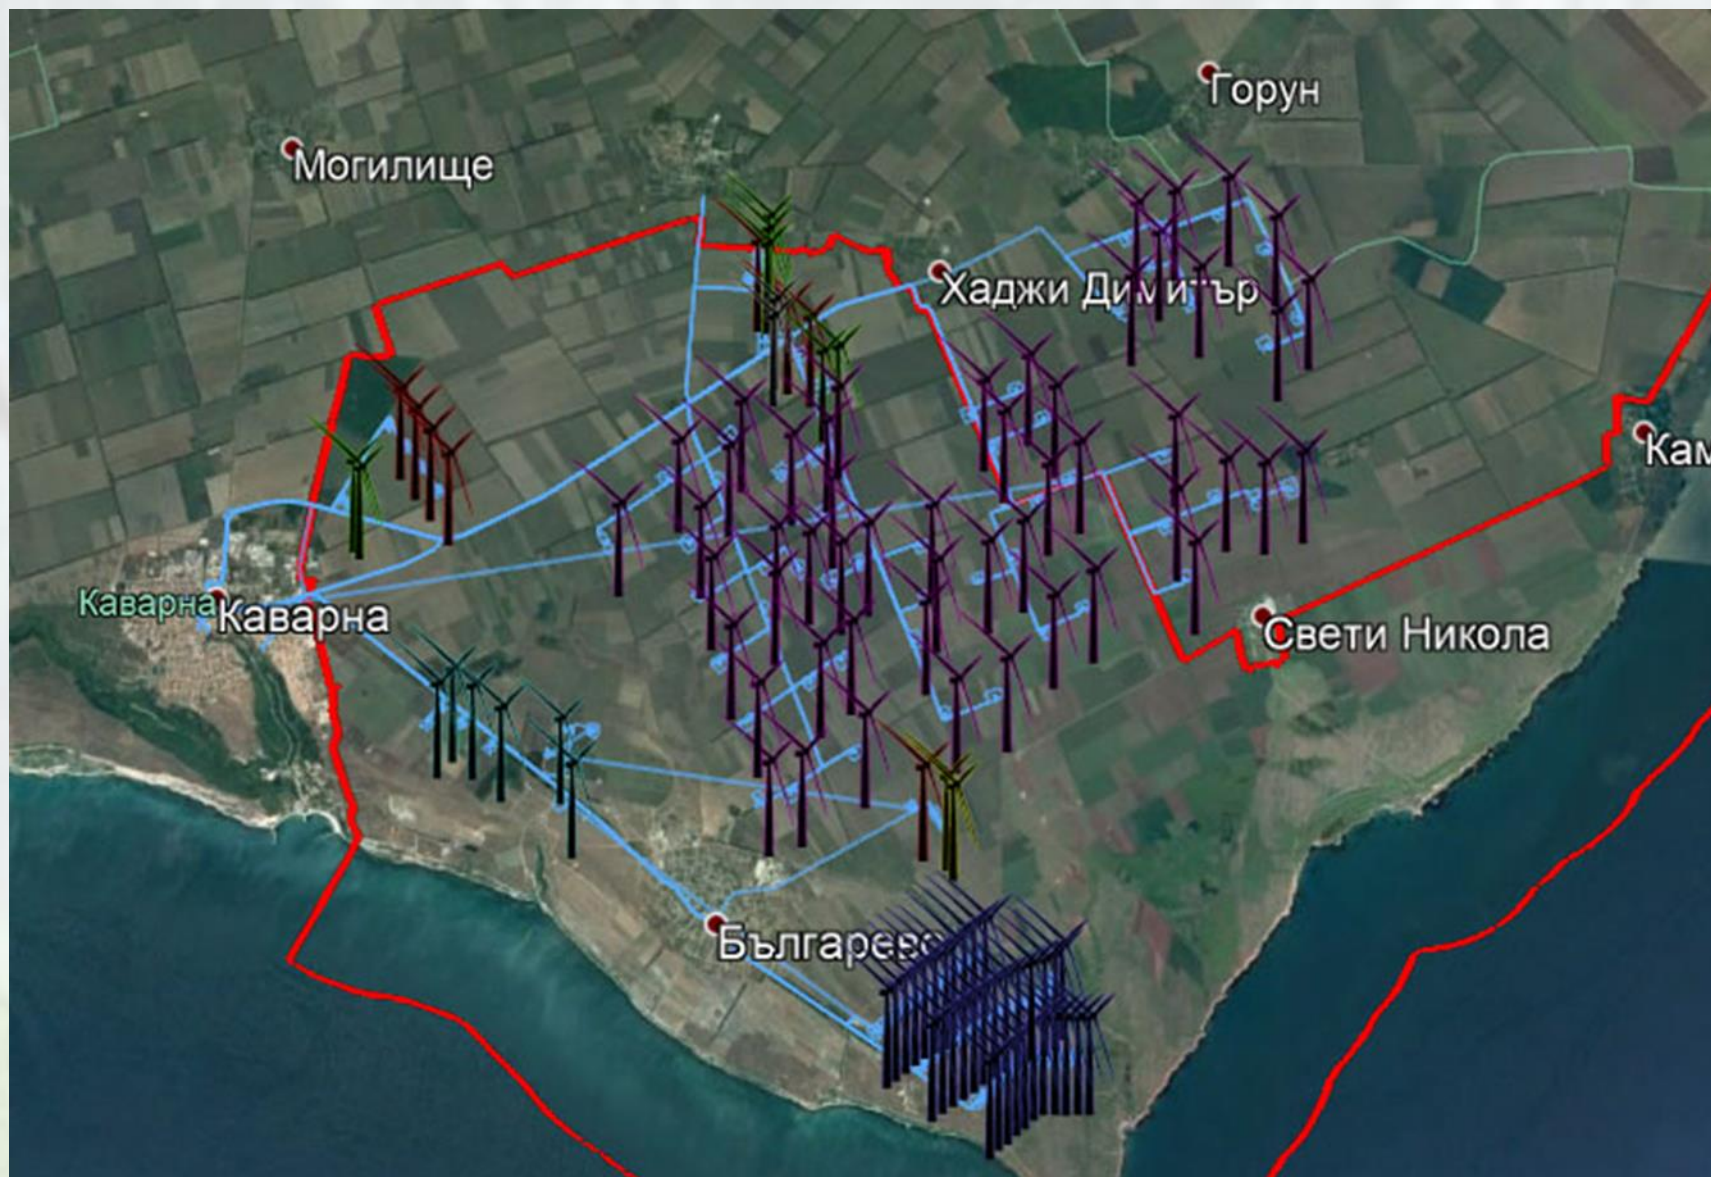 Горун
Могилище
Хаджи Димитър
Кам
Каварна
Каварна
Свети Никола
Българево